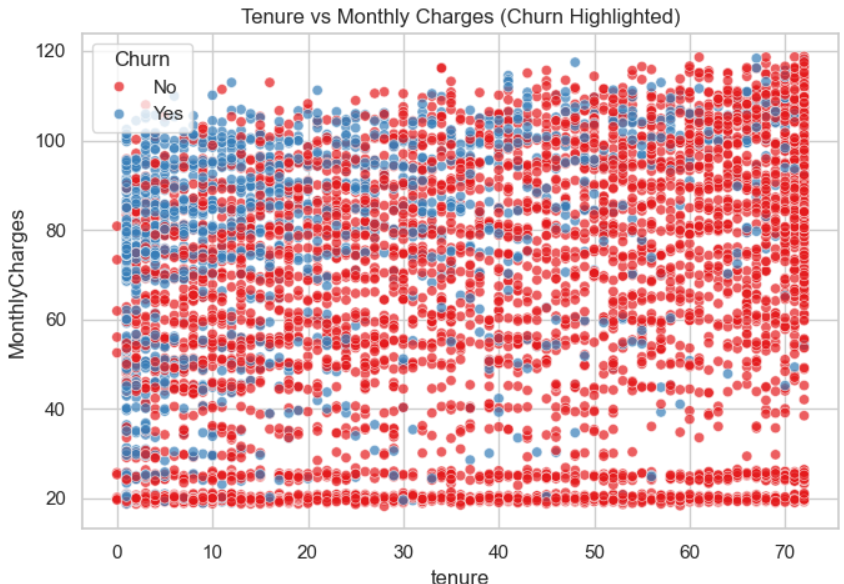 Tenure vs Monthly Charges (Churn Highlighted)
Churn
No
Yes
MonthlyCharges
120
100
80
60
40
20
0 10 20 30 40 50 60 70
tenure